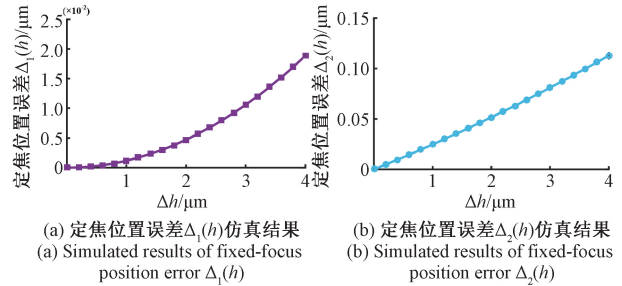 (×10⁻²)
2.5
2.0
1.5
1.0
0.5
0
1
2
3
4
定焦位置误差Δ₁(h)/μm
Δh/μm
(a) 定焦位置误差Δ₁(h)仿真结果
(a) Simulated results of fixed-focus
position error Δ₁(h)
0.15
0.10
0.05
0
1
2
3
4
定焦位置误差Δ₂(h)/μm
Δh/μm
(b) 定焦位置误差Δ₂(h)仿真结果
(b) Simulated results of fixed-focus
position error Δ₂(h)